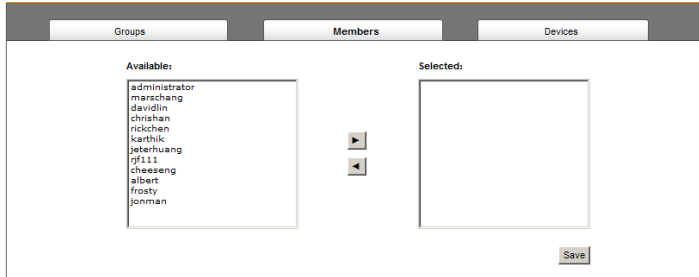 Groups
Members
Devices
Available:
Selected:
administrator
marschang
davidlin
chrishan
rickchen
karthik
jeterhuang
rjf111
cheeseng
albert
frosty
jonman
Save